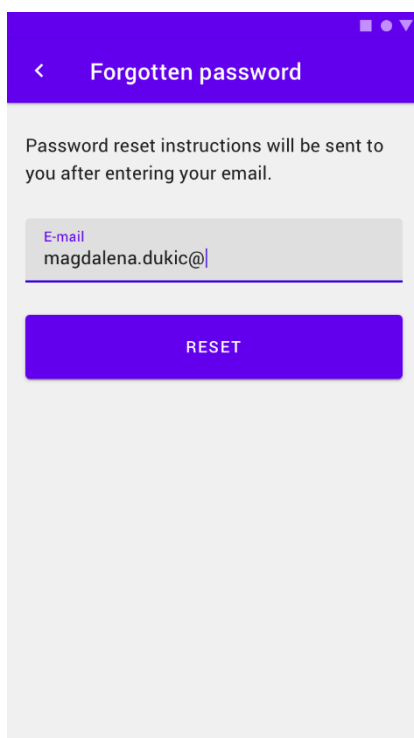 Forgotten password
Password reset instructions will be sent to
you after entering your email.
E-mail
magdalena.dukic@
RESET